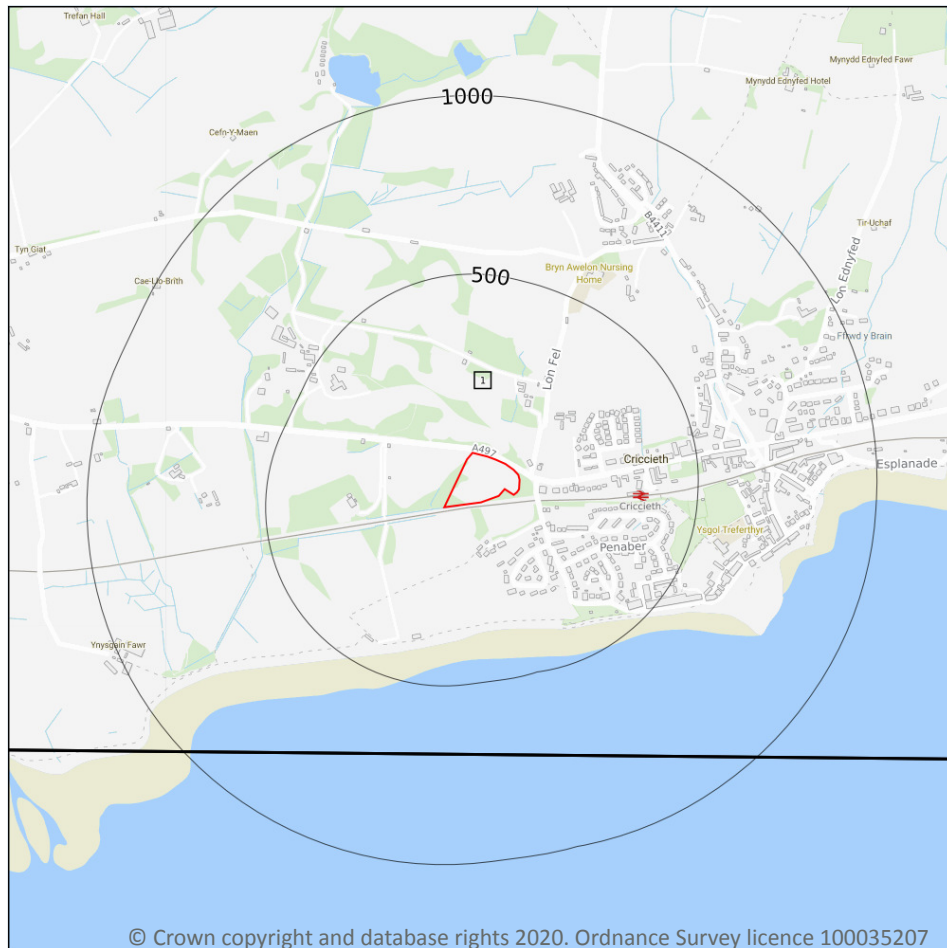 Trefan Hall
Mynydd Ednyfed Fawr
Mynydd Ednyfed Hotel
1000
Cefn-Y-Maen
B4411
Tir-Uchaf
Tyn Giat
Bryn Awelon Nursing
Home
500
Cae-Llo-Brith
Lon Ednyfed
Ffrwd y Brain
Lon Fel
1
A497
Criccieth
Esplanade
Criccieth
Ysgol Treferthyr
Penaber
Ynysgain Fawr
© Crown copyright and database rights 2020. Ordnance Survey licence 100035207